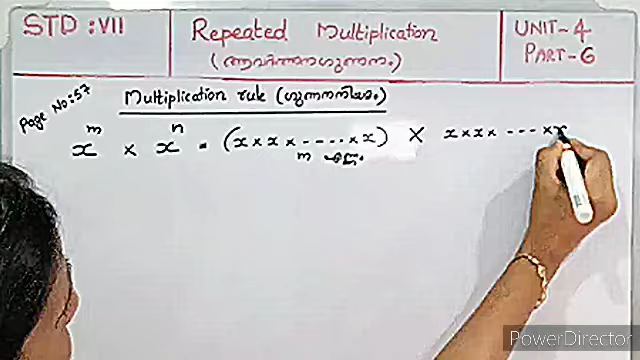 STD : VII
Repeated Multiplication
(ആവർത്തനഗുണനം)
UNIT-4
PART-6
Page No:57
Multiplication rule (ഗുണനനിയമം)
x^m × x^n = (x × x × ..... × x) × x × x × .... × x
m എണ്ണം
PowerDirector